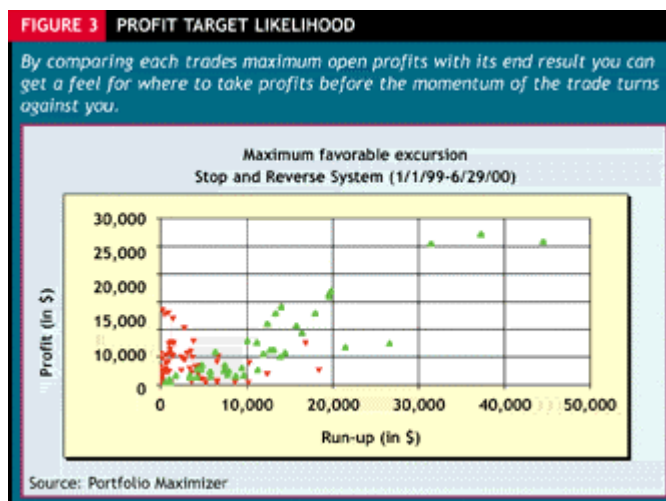 FIGURE 3 PROFIT TARGET LIKELIHOOD
By comparing each trades maximum open profits with its end result you can
get a feel for where to take profits before the momentum of the trade turns
against you.
Maximum favorable excursion
Stop and Reverse System (1/1/99-6/29/00)
Profit (in $)
30,000
25,000
20,000
15,000
10,000
0
0 10,000 20,000 30,000 40,000 50,000
Run-up (in $)
Source: Portfolio Maximizer